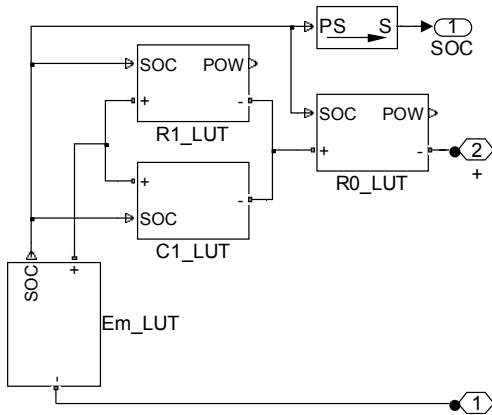 PS S
1
SOC
SOC POW
+ -
R1_LUT
SOC POW
+ -
R0_LUT
2
+
+
-
SOC
C1_LUT
SOC +
Em_LUT
-
1